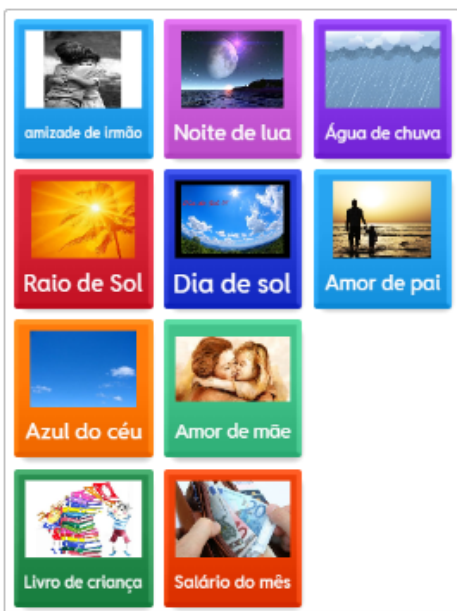 amizade de irmão
Noite de lua
Água de chuva
Raio de Sol
Dia de sol
Amor de pai
Azul do céu
Amor de mãe
Livro de criança
Salário do mês